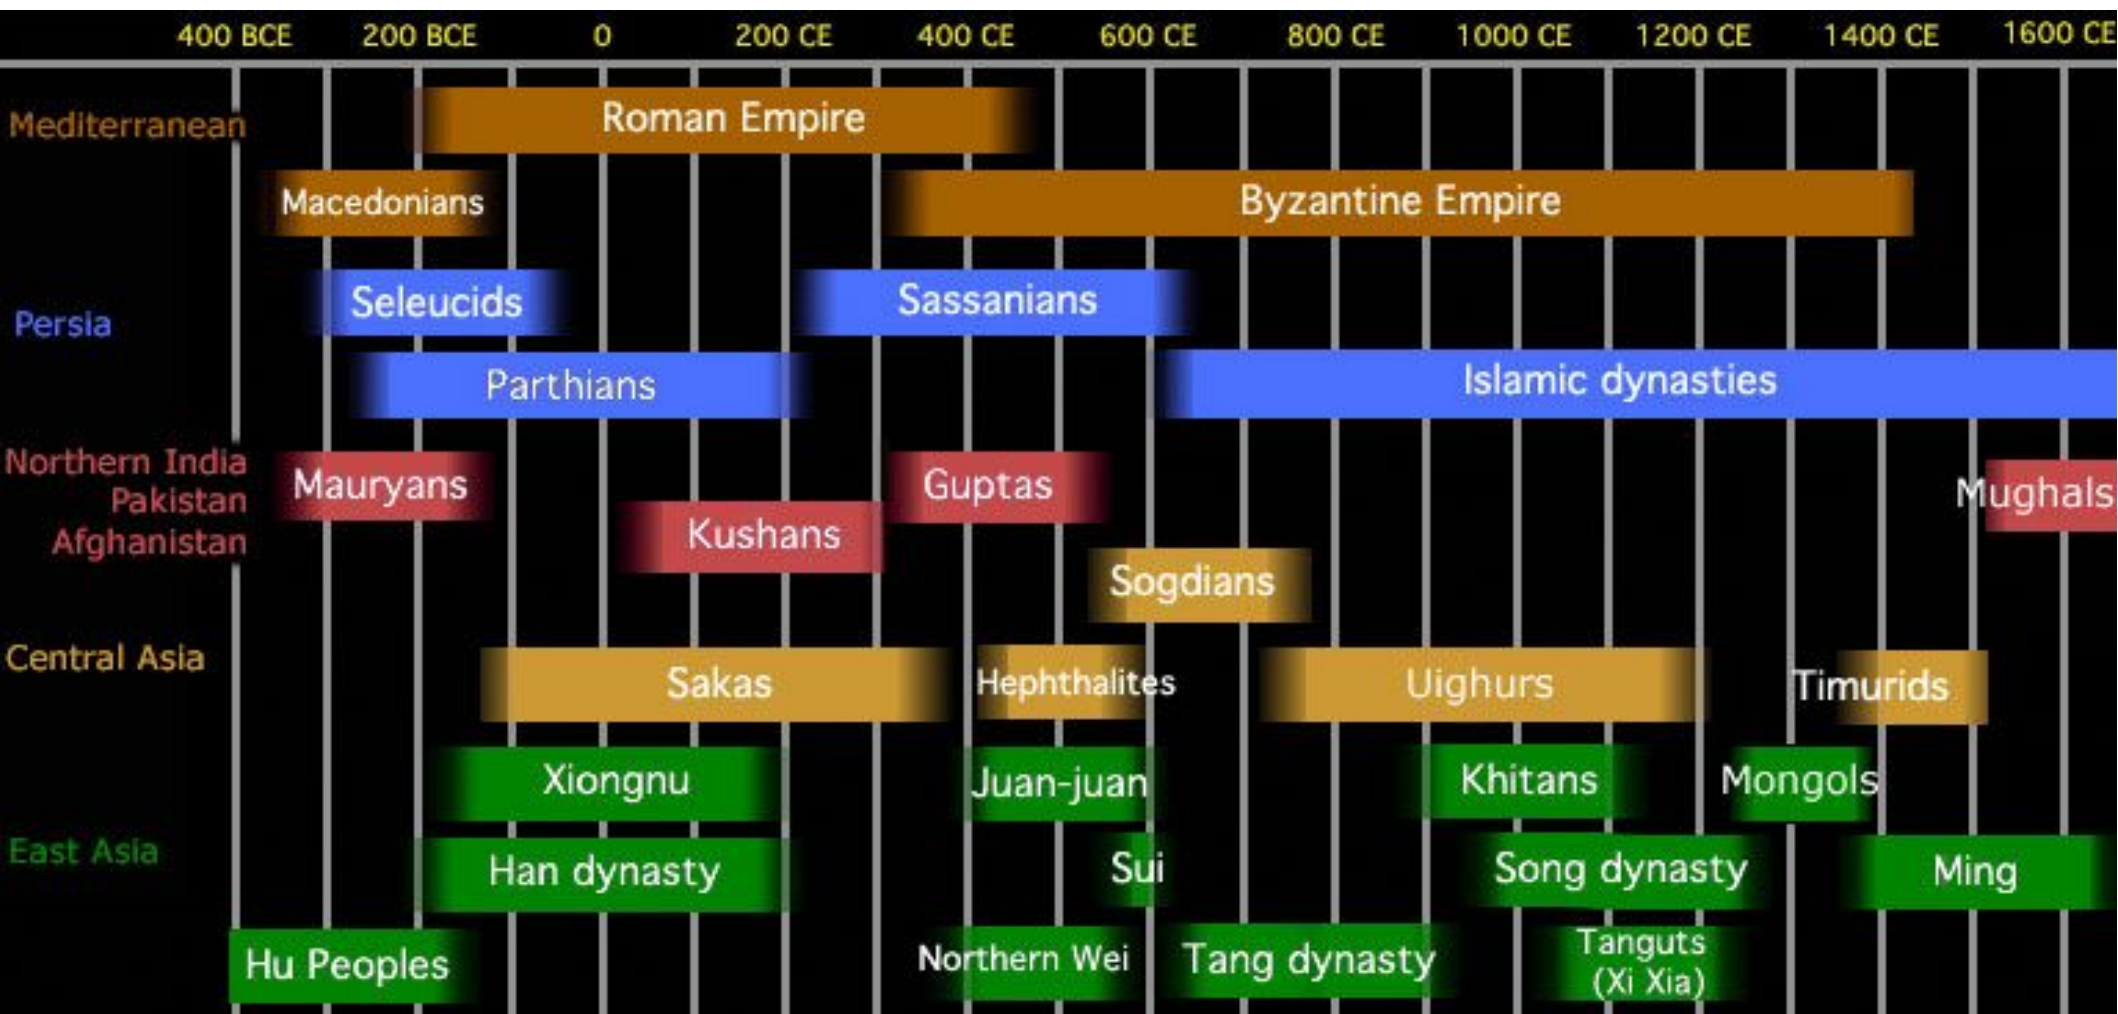 400 BCE 200 BCE 0 200 CE 400 CE 600 CE 800 CE 1000 CE 1200 CE 1400 CE 1600 CE
Mediterranean
Roman Empire
Macedonians
Byzantine Empire
Persia
Seleucids
Sassanians
Parthians
Islamic dynasties
Northern India
Pakistan
Afghanistan
Mauryans
Guptas
Mughals
Kushans
Sogdians
Central Asia
Sakas
Hephthalites
Uighurs
Timurids
East Asia
Xiongnu
Juan-juan
Khitans
Mongols
Han dynasty
Sui
Song dynasty
Ming
Hu Peoples
Northern Wei
Tang dynasty
Tanguts
(Xi Xia)